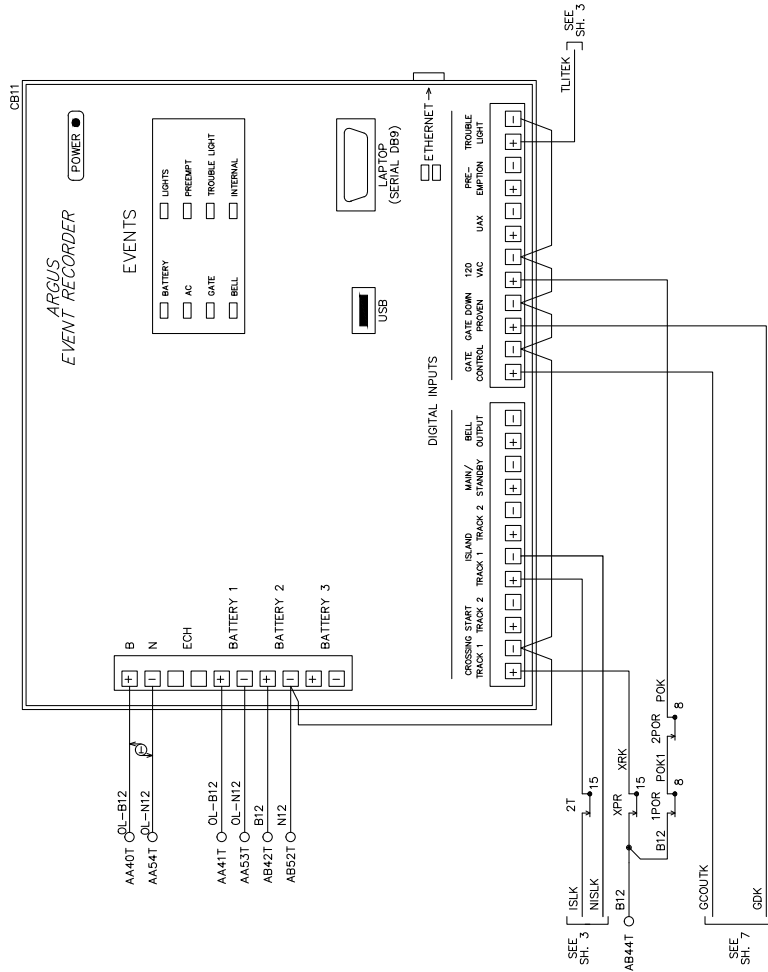 CB11
ARGUS
EVENT RECORDER
POWER
EVENTS
BATTERY
LIGHTS
AC
PREEMPT
GATE
TROUBLE LIGHT
BELL
INTERNAL
USB
LAPTOP
(SERIAL DB9)
ETHERNET
B
N
ECH
BATTERY 1
BATTERY 2
BATTERY 3
+
-
+
-
+
-
+
-
AA40T
OL-B12
AA54T
OL-N12
AA41T
OL-B12
AA53T
OL-N12
AB42T
B12
AB52T
N12
DIGITAL INPUTS
CROSSING START
TRACK 1 TRACK 2
ISLAND
TRACK 1 TRACK 2
MAIN/
STANDBY
BELL
OUTPUT
GATE
CONTROL
GATE DOWN
PROVEN
120
VAC
UAX
PRE-
EMPTION
TROUBLE
LIGHT
+ - + - + - + - + - + -
+ - + - + - + - + - + -
TLITEK
SEE
SH. 3
SEE
SH. 3
ISLK
NISLK
2T
15
AB44T
B12
XPR
15
XRK
B12
1POR
8
POK1
2POR
8
POK
SEE
SH. 7
GCOUTK
GDK